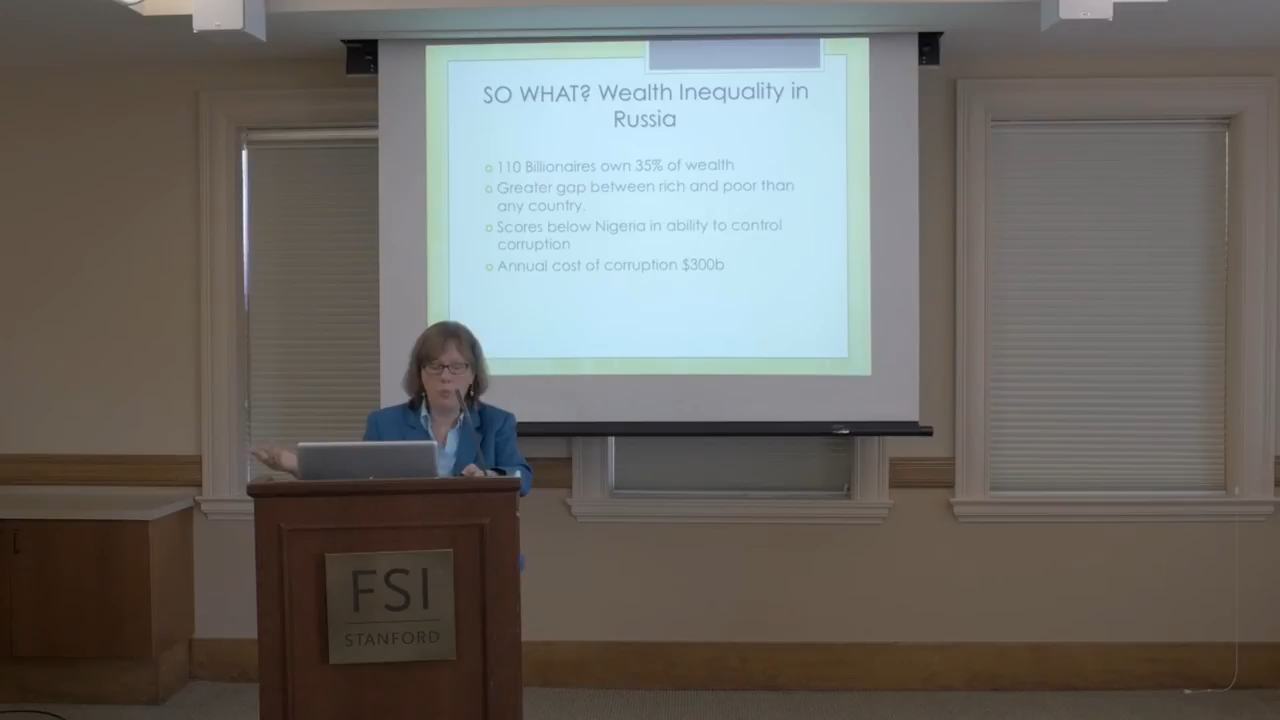 SO WHAT? Wealth Inequality in
Russia
110 Billionaires own 35% of wealth
Greater gap between rich and poor than
any country.
Scores below Nigeria in ability to control
corruption
Annual cost of corruption $300b
FSI
STANFORD